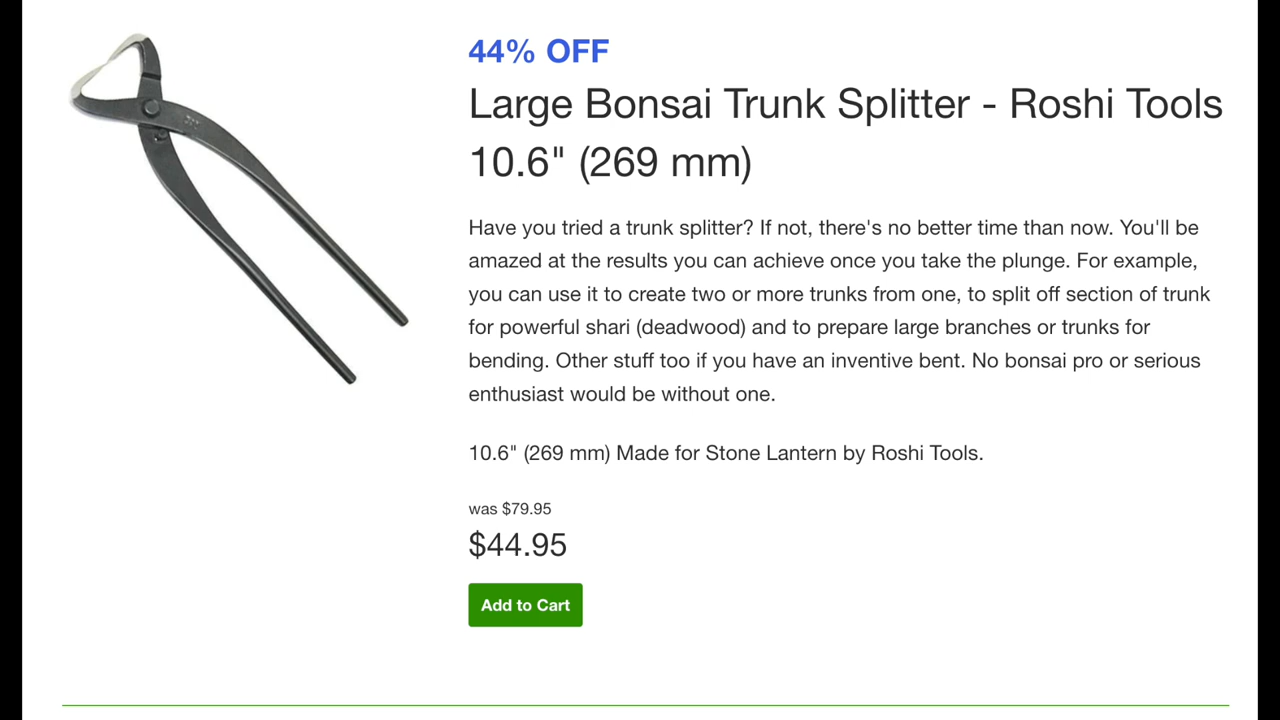 44% OFF
Large Bonsai Trunk Splitter - Roshi Tools
10.6" (269 mm)
Have you tried a trunk splitter? If not, there's no better time than now. You'll be
amazed at the results you can achieve once you take the plunge. For example,
you can use it to create two or more trunks from one, to split off section of trunk
for powerful shari (deadwood) and to prepare large branches or trunks for
bending. Other stuff too if you have an inventive bent. No bonsai pro or serious
enthusiast would be without one.
10.6" (269 mm) Made for Stone Lantern by Roshi Tools.
was $79.95
$44.95
Add to Cart